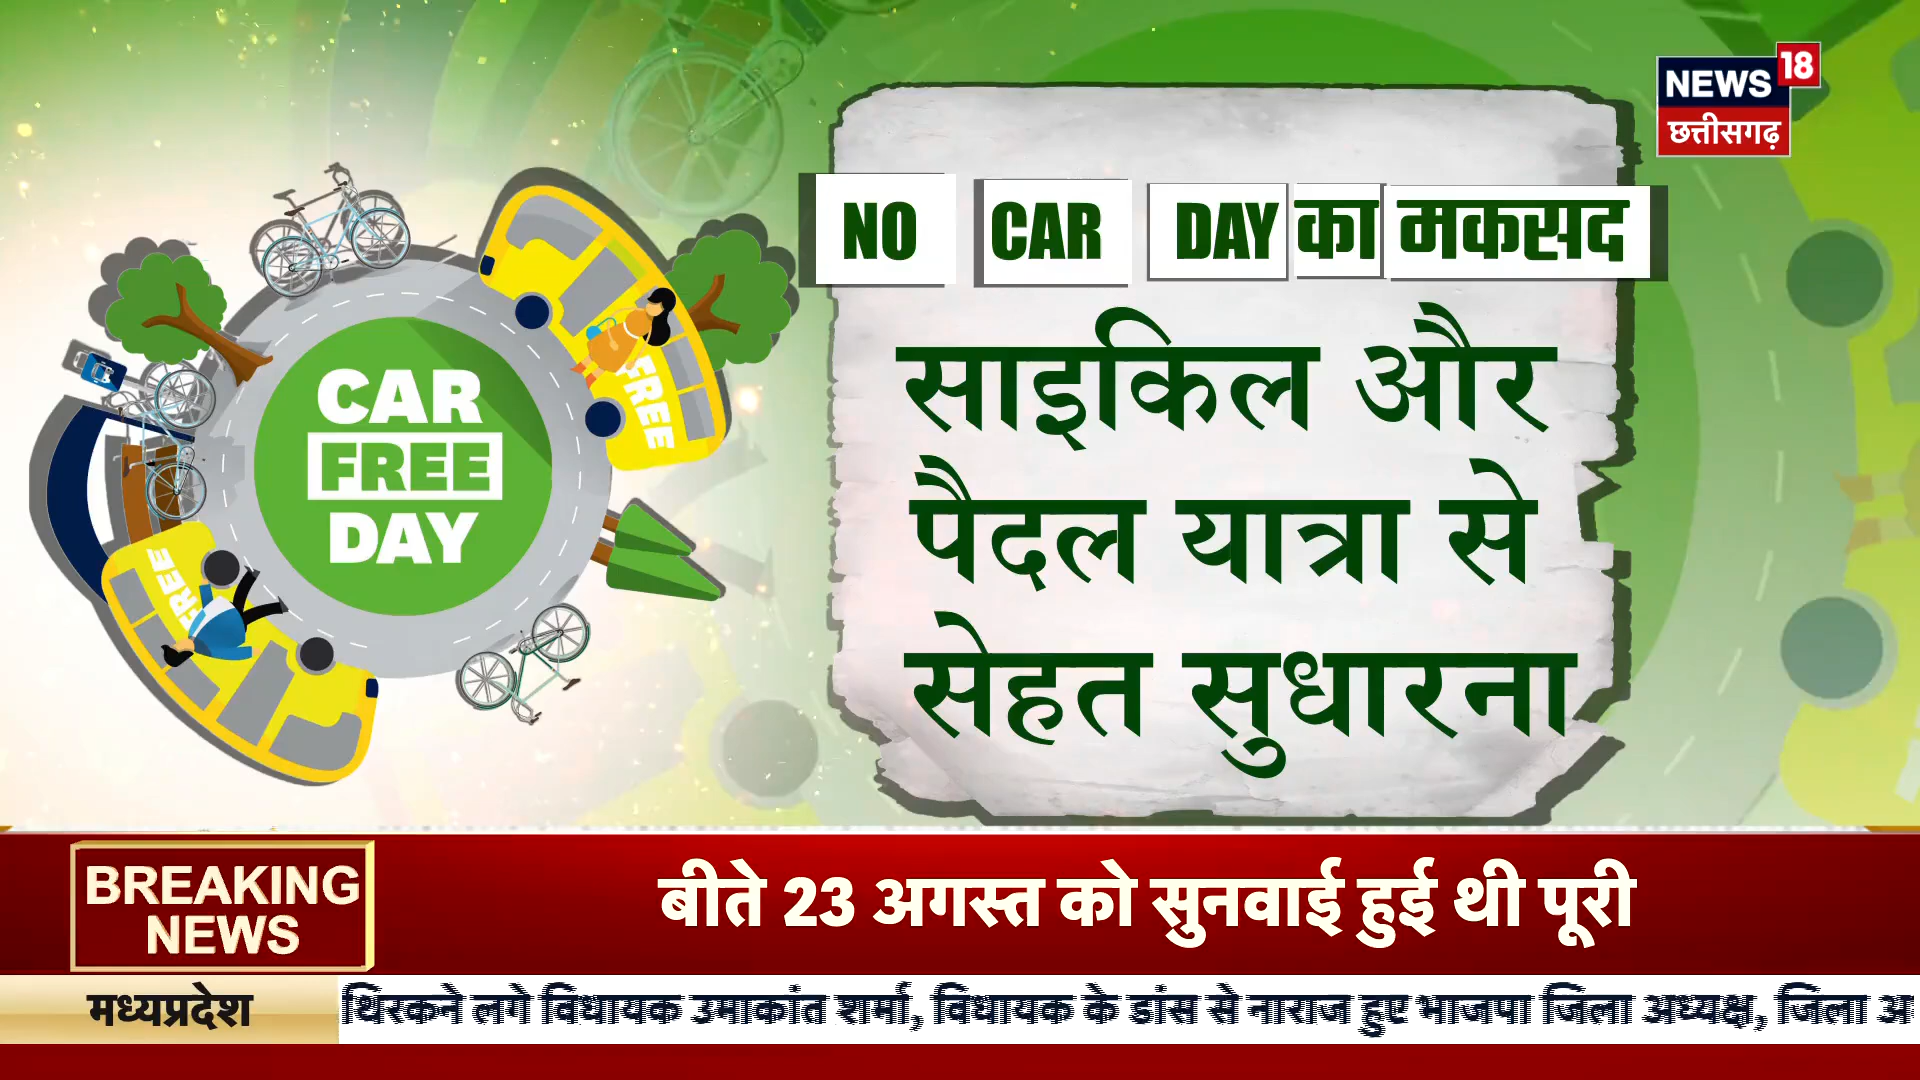 NEWS 18
छत्तीसगढ़
NO CAR DAY का मकसद
साइकिल और
पैदल यात्रा से
सेहत सुधारना
CAR
FREE
DAY
FREE
FREE
BREAKING
NEWS
बीते 23 अगस्त को सुनवाई हुई थी पूरी
मध्यप्रदेश
थिरकने लगे विधायक उमाकांत शर्मा, विधायक के डांस से नाराज हुए भाजपा जिला अध्यक्ष, जिला